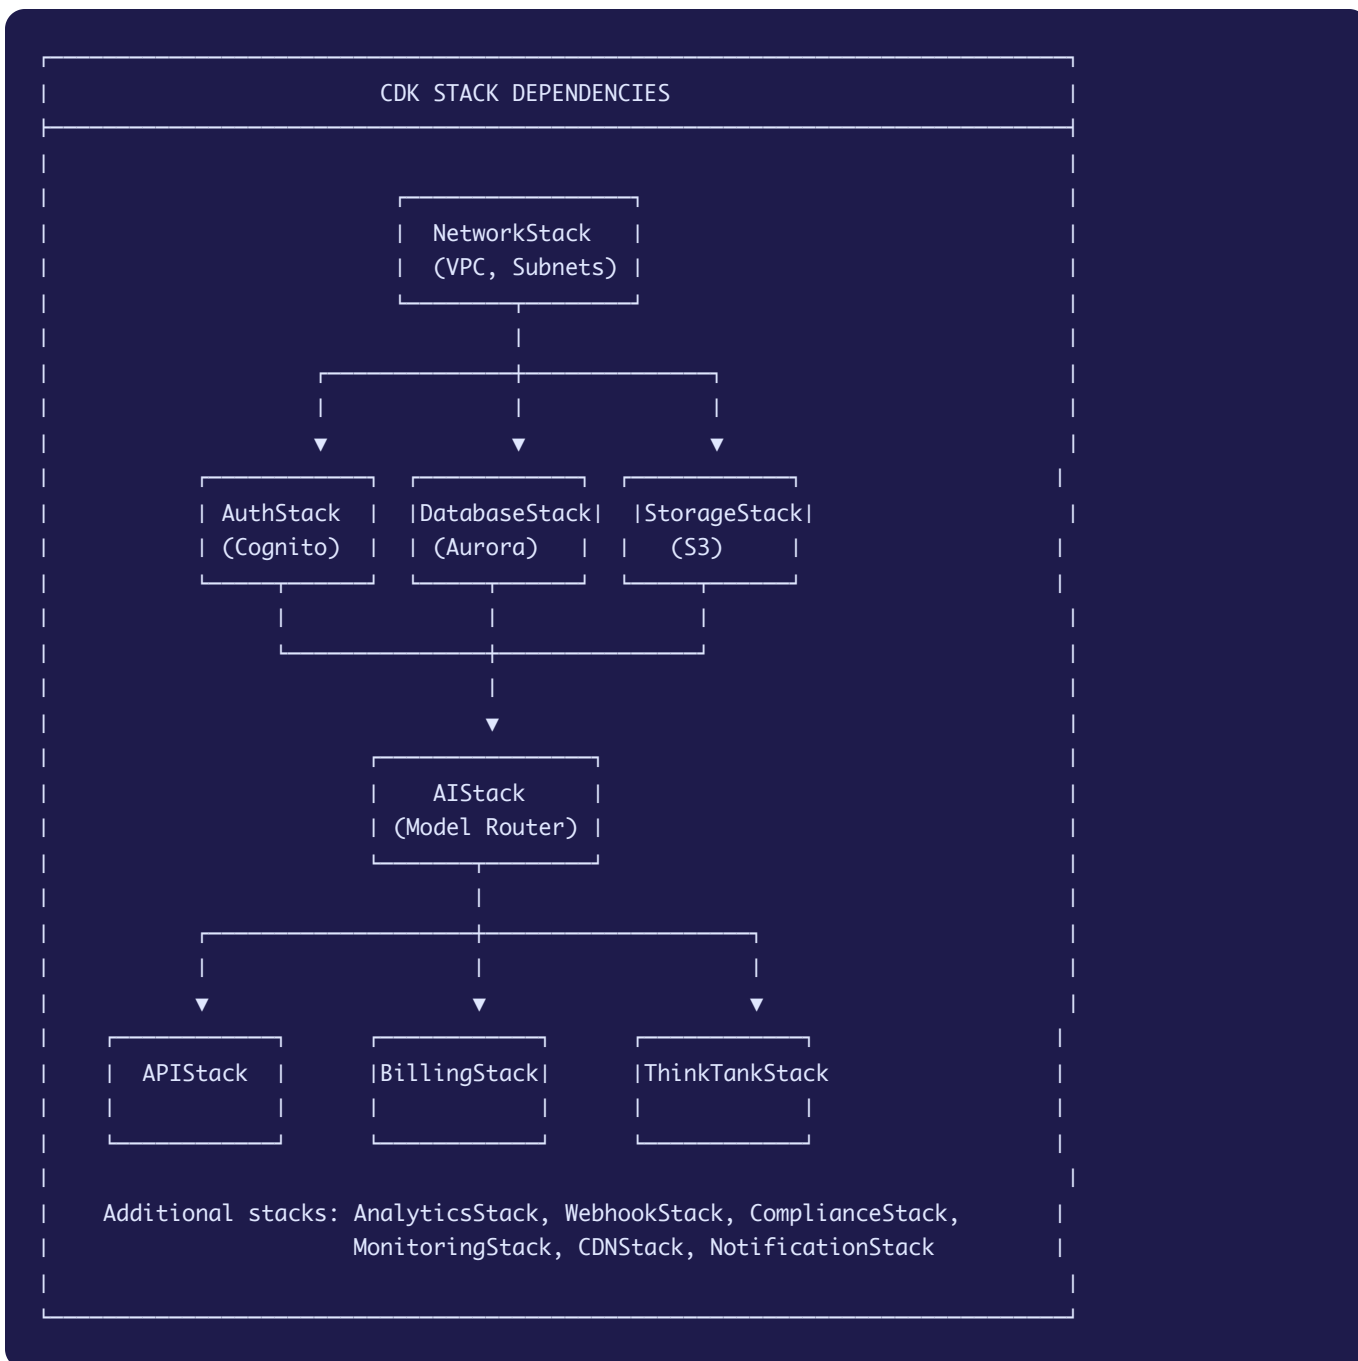 CDK STACK DEPENDENCIES
NetworkStack
(VPC, Subnets)
AuthStack DatabaseStack StorageStack
(Cognito) (Aurora) (S3)
AIStack
(Model Router)
APIStack BillingStack ThinkTankStack
Additional stacks: AnalyticsStack, WebhookStack, ComplianceStack,
MonitoringStack, CDNStack, NotificationStack